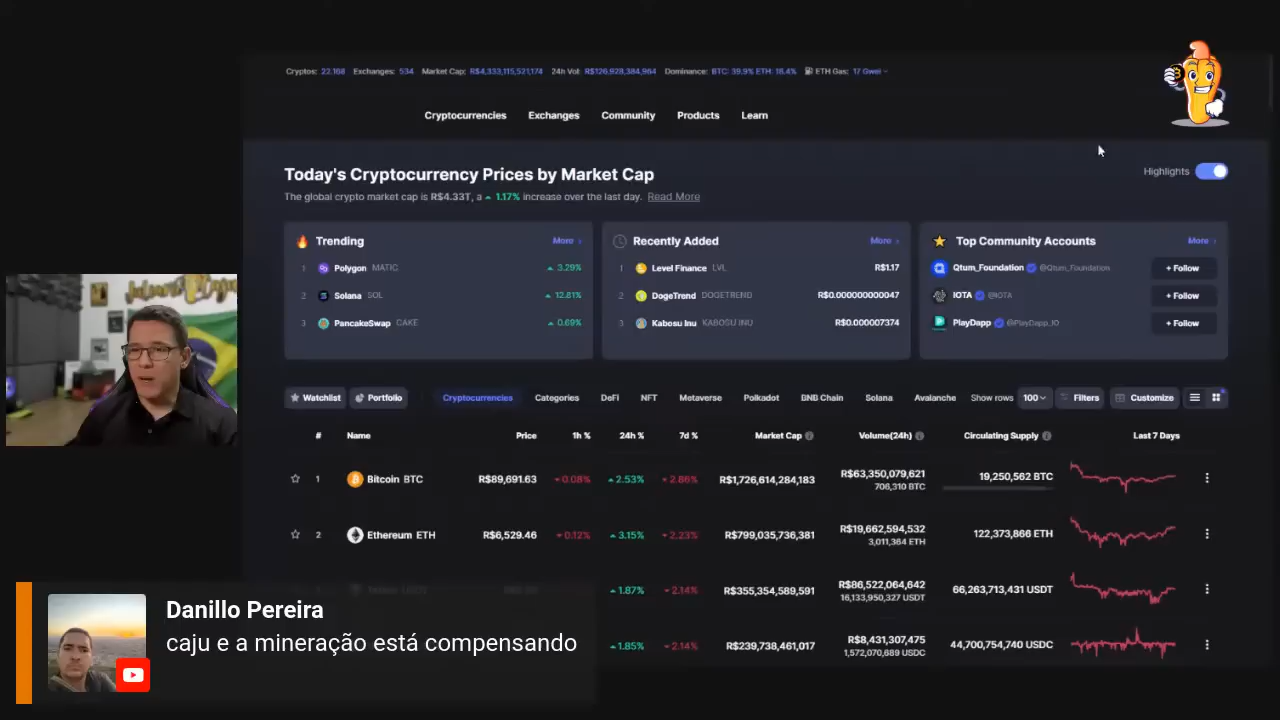 Cryptos: 22,168 Exchanges: 534 Market Cap: R$4,333,115,521,174 24h Vol: R$126,928,384,964 Dominance: BTC: 39.9% ETH: 18.4% ETH Gas: 17 Gwei
Cryptocurrencies Exchanges Community Products Learn
Today's Cryptocurrency Prices by Market Cap
Highlights
The global crypto market cap is R$4.33T, a 1.17% increase over the last day. Read More
Trending More
1 Polygon MATIC 3.29%
2 Solana SOL 12.81%
3 PancakeSwap CAKE 0.69%
Recently Added More
1 Level Finance LVL R$1.17
2 DogeTrend DOGETREND R$0.000000000047
3 Kabosu Inu KABOSU INU R$0.000007374
Top Community Accounts More
Qtum_Foundation @Qtum_Foundation + Follow
IOTA @IOTA + Follow
PlayDapp @PlayDapp_IO + Follow
Watchlist Portfolio Cryptocurrencies Categories DeFi NFT Metaverse Polkadot BNB Chain Solana Avalanche Show rows 100 Filters Customize
# Name Price 1h % 24h % 7d % Market Cap Volume(24h) Circulating Supply Last 7 Days
1 Bitcoin BTC R$89,691.63 0.08% 2.53% 2.86% R$1,726,614,284,183 R$63,350,079,621 19,250,562 BTC
706,310 BTC
2 Ethereum ETH R$6,529.46 0.12% 3.15% 2.23% R$799,035,736,381 R$19,662,594,532 122,373,866 ETH
3,011,364 ETH
1.87% 2.14% R$355,354,589,591 R$86,522,064,642 66,263,713,431 USDT
16,133,950,327 USDT
1.85% 2.14% R$239,738,461,017 R$8,431,307,475 44,700,754,740 USDC
1,572,070,689 USDC
Danillo Pereira
caju e a mineração está compensando